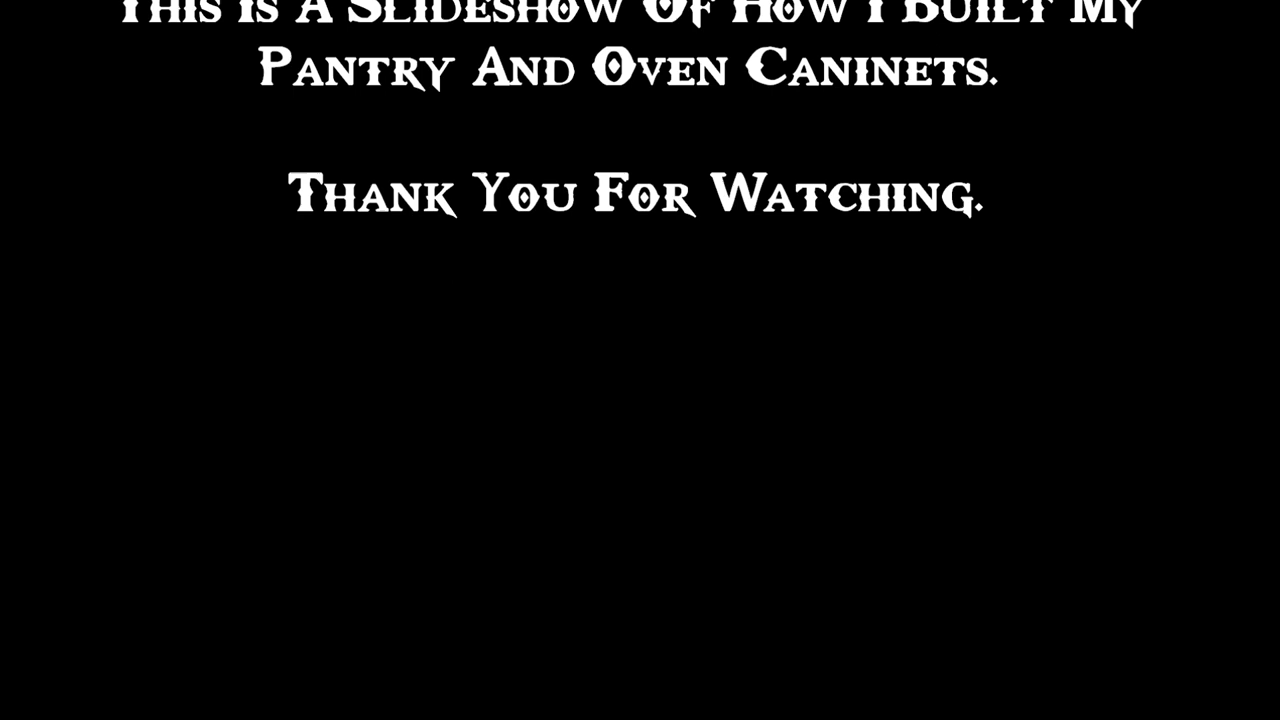 This Is A Slideshow Of How I Built My
Pantry And Oven Caninets.
Thank You For Watching.